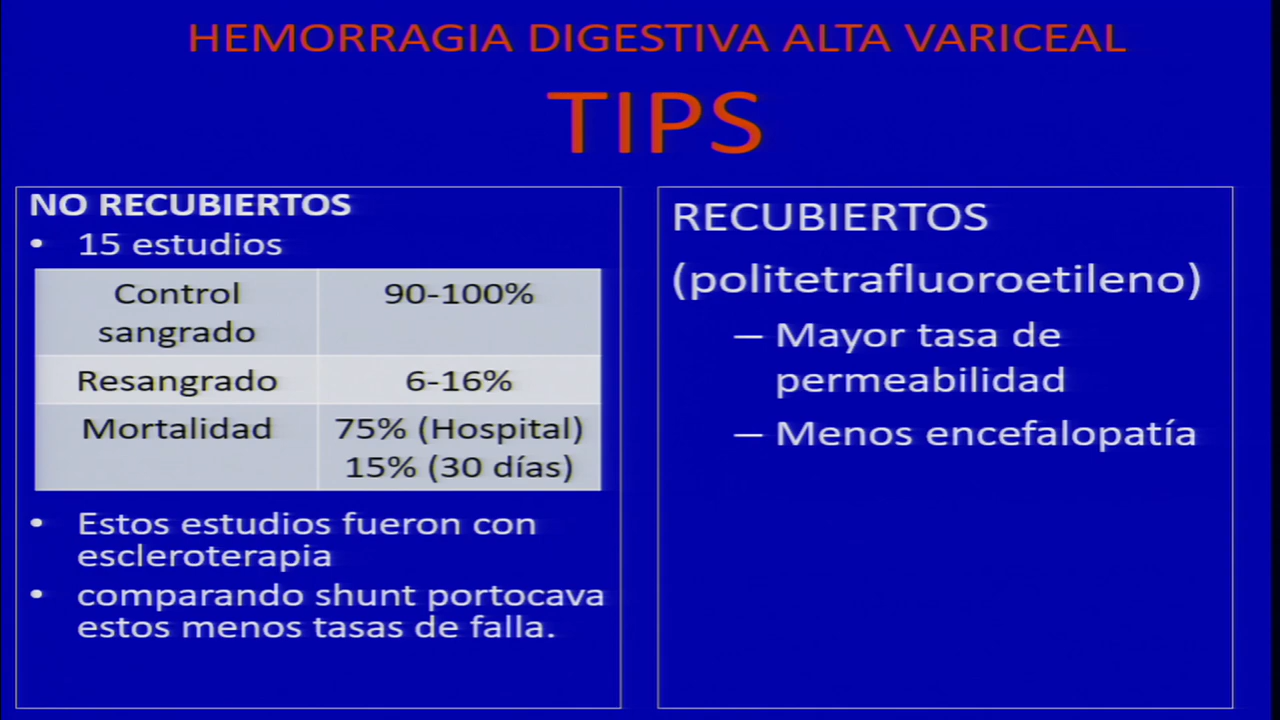 HEMORRAGIA DIGESTIVA ALTA VARICEAL
TIPS
NO RECUBIERTOS
• 15 estudios
Control sangrado 90-100%
Resangrado 6-16%
Mortalidad 75% (Hospital)
15% (30 días)
• Estos estudios fueron con
escleroterapia
• comparando shunt portocava
estos menos tasas de falla.
RECUBIERTOS
(politetrafluoroetileno)
– Mayor tasa de
permeabilidad
– Menos encefalopatía